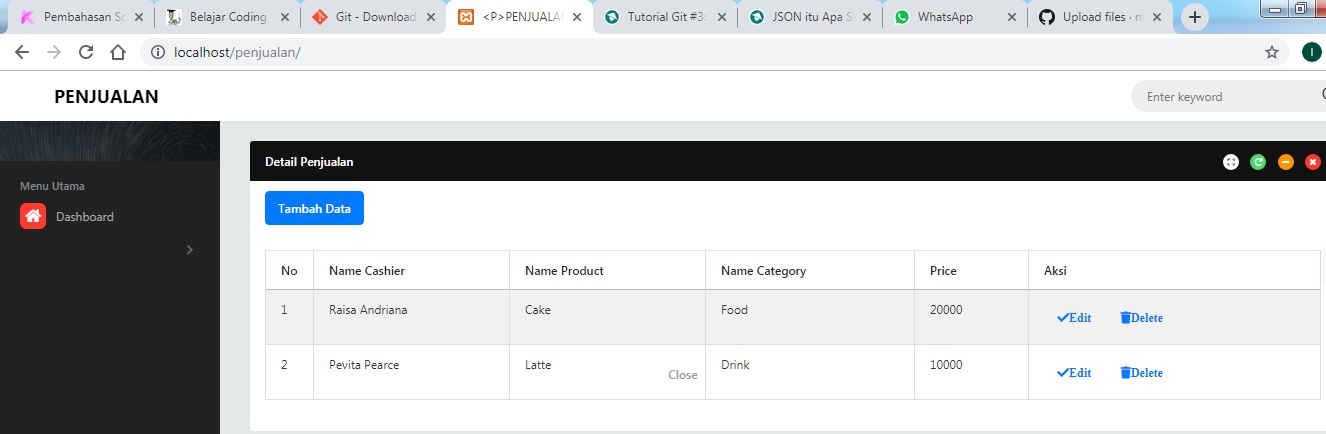 Pembahasan So
Belajar Coding
Git - Download
<P>PENJUALAN
Tutorial Git #3:
JSON itu Apa S
WhatsApp
Upload files · n
localhost/penjualan/
I
PENJUALAN
Enter keyword
Menu Utama
Dashboard
Detail Penjualan
Tambah Data
No Name Cashier Name Product Name Category Price Aksi
1 Raisa Andriana Cake Food 20000 Edit Delete
2 Pevita Pearce Latte Drink 10000 Edit Delete
Close